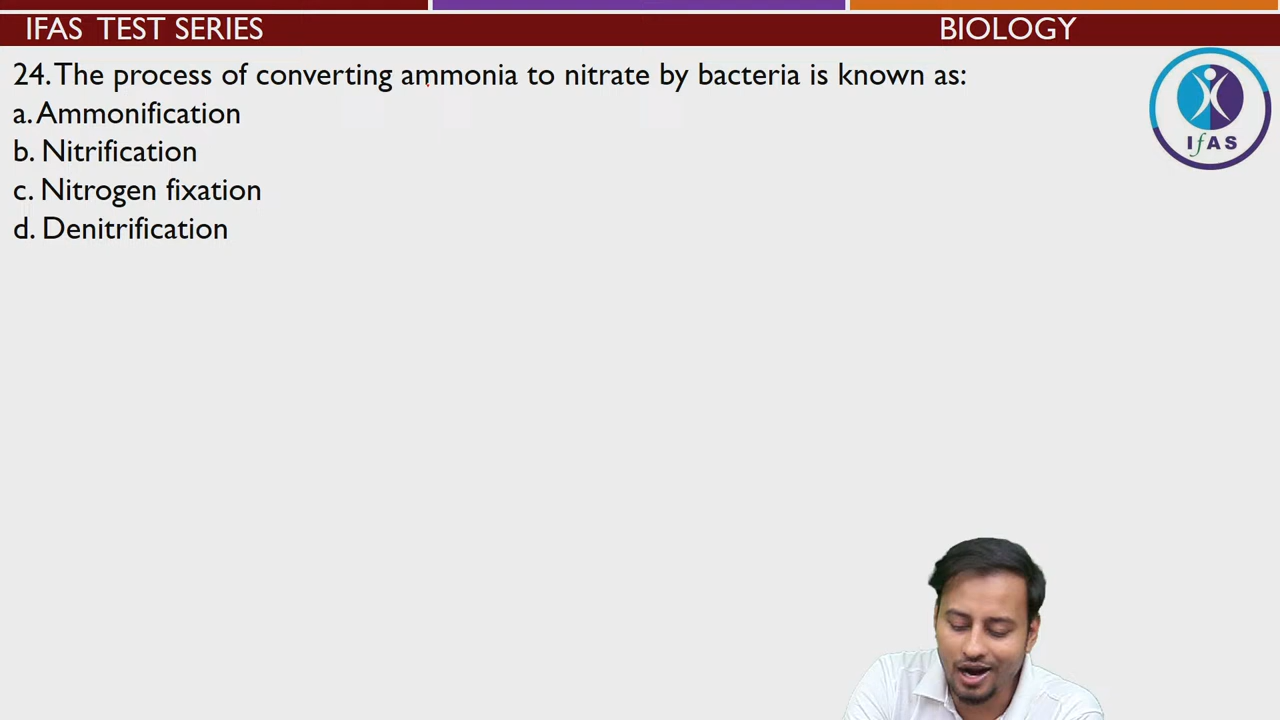 IFAS TEST SERIES
BIOLOGY
24. The process of converting ammonia to nitrate by bacteria is known as:
a. Ammonification
b. Nitrification
c. Nitrogen fixation
d. Denitrification
IfAS